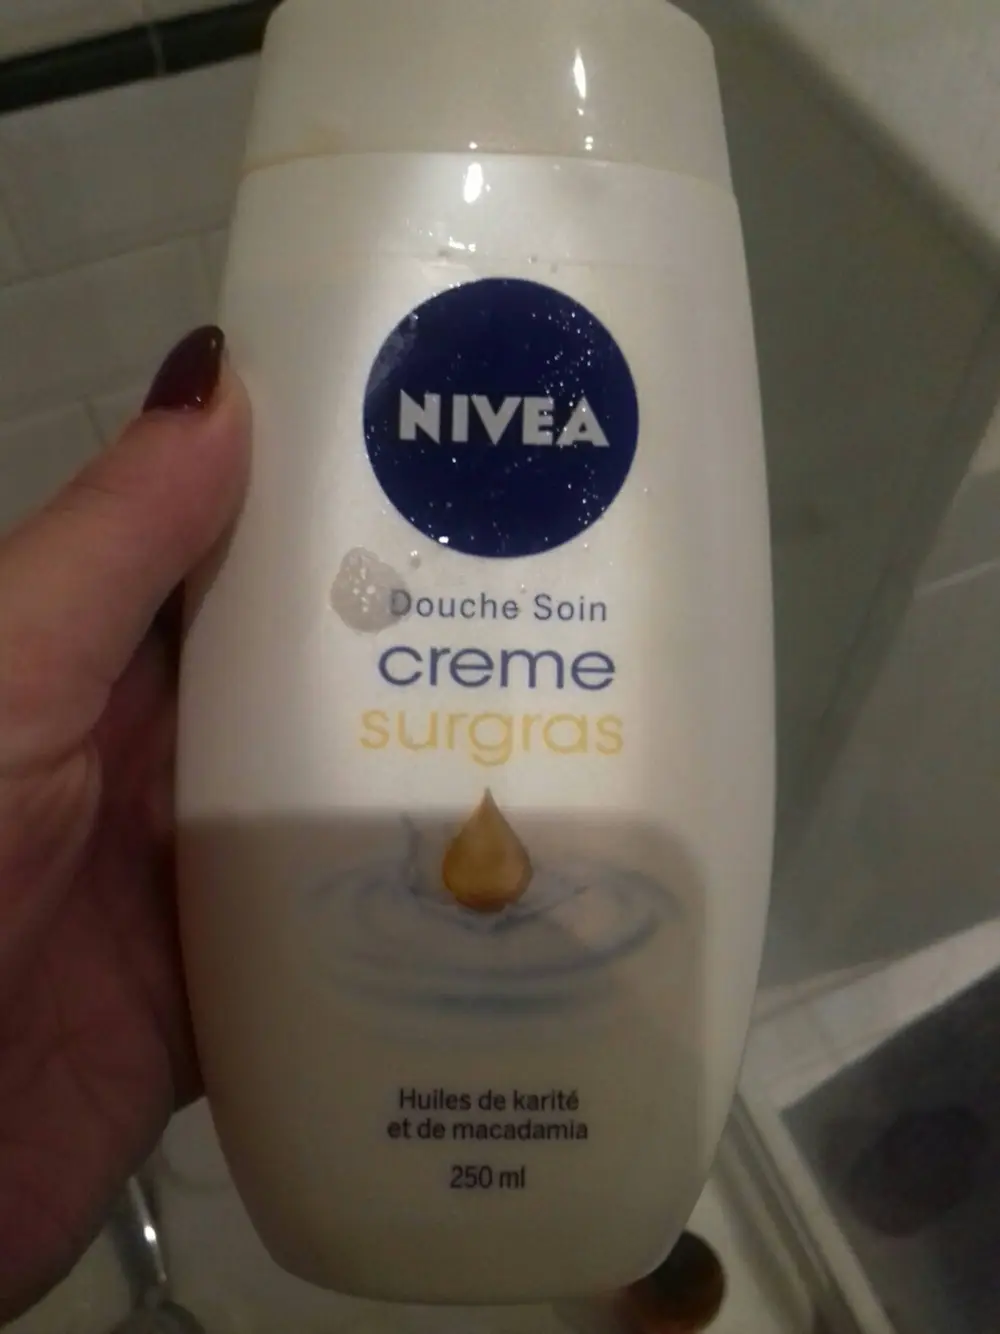 NIVEA
Douche Soin
creme
surgras
Huiles de karité
et de macadamia
250 ml